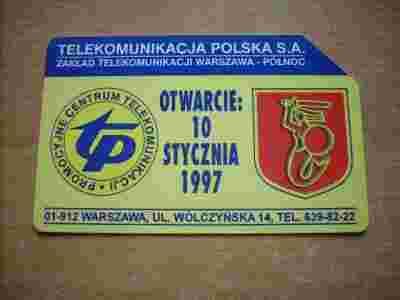 TELEKOMUNIKACJA POLSKA S.A.
ZAKŁAD TELEKOMUNIKACJI WARSZAWA - PÓŁNOC
PROMOCYJNE CENTRUM TELEKOMUNIKACJI
tp
OTWARCIE:
10
STYCZNIA
1997
01-912 WARSZAWA, UL. WÓLCZYŃSKA 14, TEL. 639-82-22